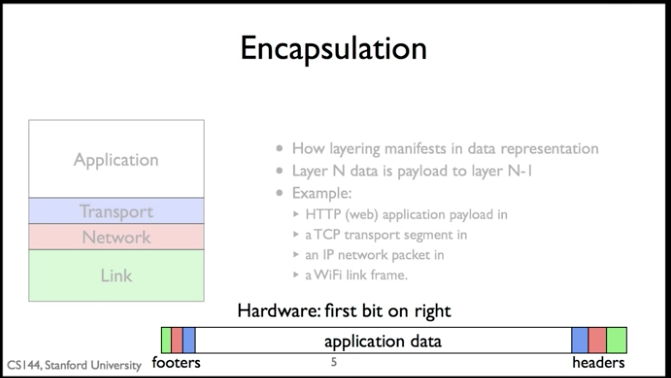 Encapsulation
Application
Transport
Network
Link
• How layering manifests in data representation
• Layer N data is payload to layer N-1
• Example:
‣ HTTP (web) application payload in
‣ a TCP transport segment in
‣ an IP network packet in
‣ a WiFi link frame.
Hardware: first bit on right
application data
footers
headers
CS144, Stanford University
5